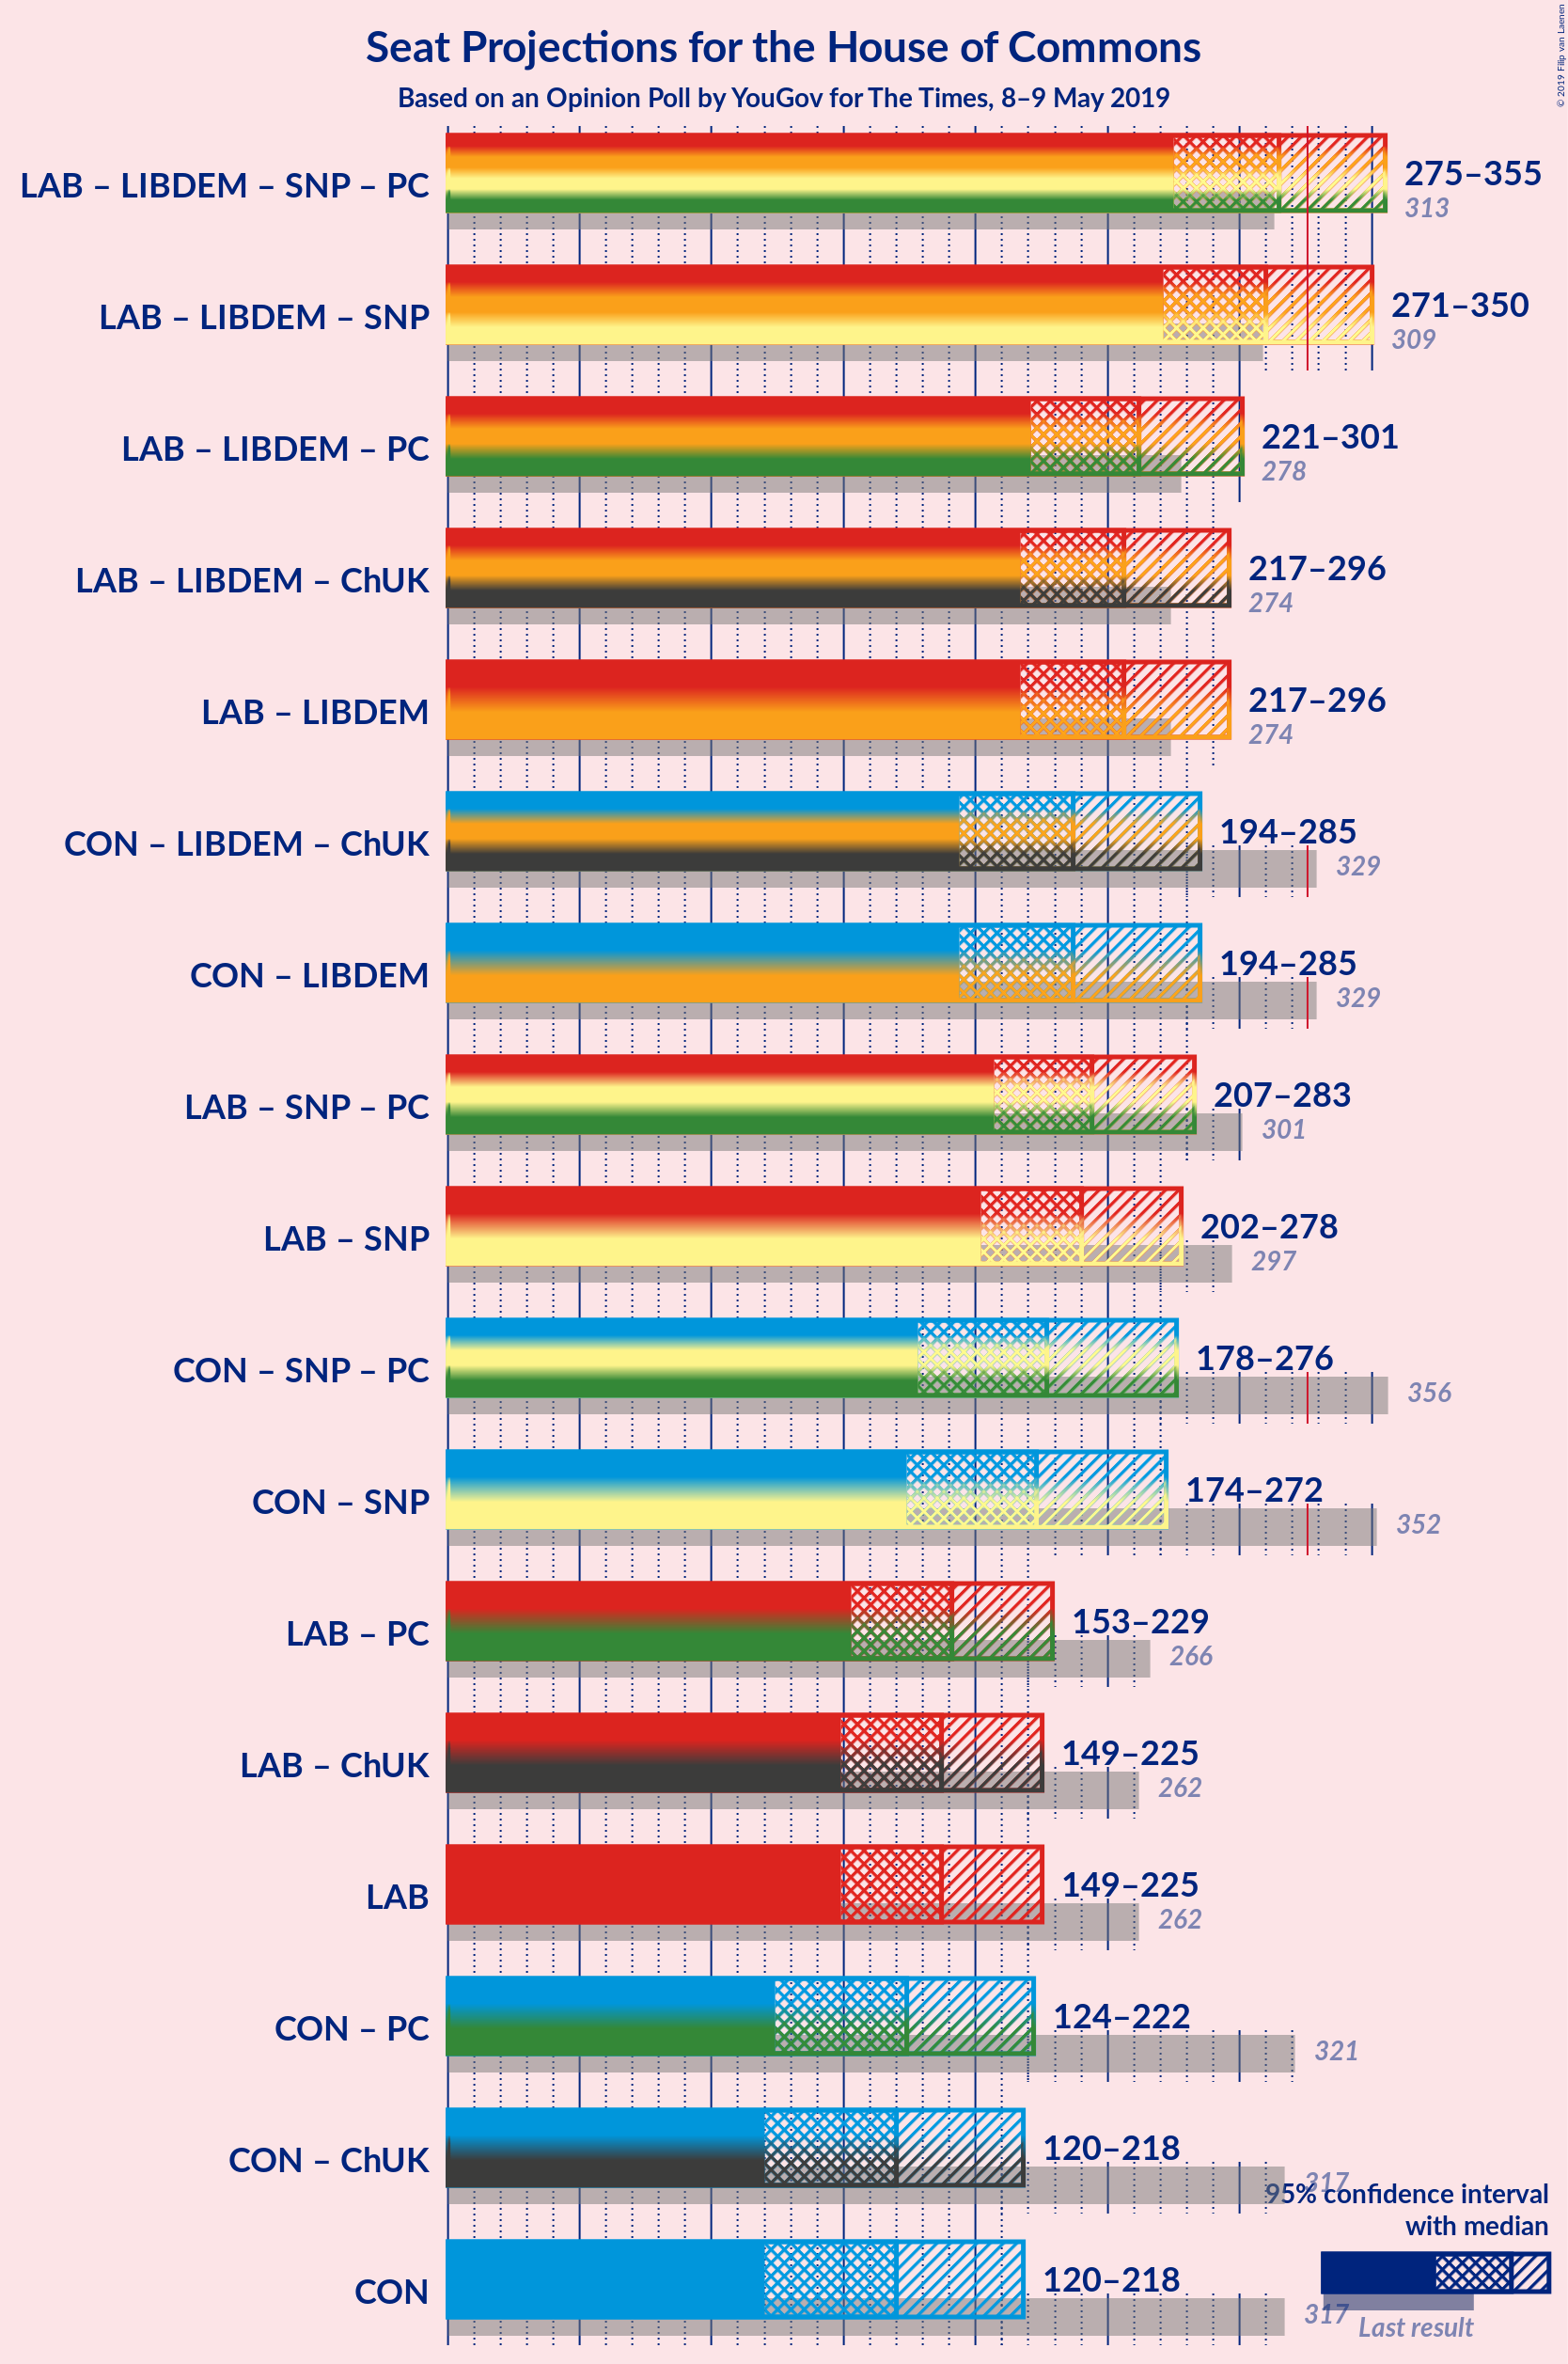 © 2019 Filip van Laenen
Seat Projections for the House of Commons
Based on an Opinion Poll by YouGov for The Times, 8–9 May 2019
LAB – LIBDEM – SNP – PC
275–355
313
LAB – LIBDEM – SNP
271–350
309
LAB – LIBDEM – PC
221–301
278
LAB – LIBDEM – ChUK
217–296
274
LAB – LIBDEM
217–296
274
CON – LIBDEM – ChUK
194–285
329
CON – LIBDEM
194–285
329
LAB – SNP – PC
207–283
301
LAB – SNP
202–278
297
CON – SNP – PC
178–276
356
CON – SNP
174–272
352
LAB – PC
153–229
266
LAB – ChUK
149–225
262
LAB
149–225
262
CON – PC
124–222
321
CON – ChUK
120–218
317
CON
120–218
317
95% confidence interval
with median
Last result